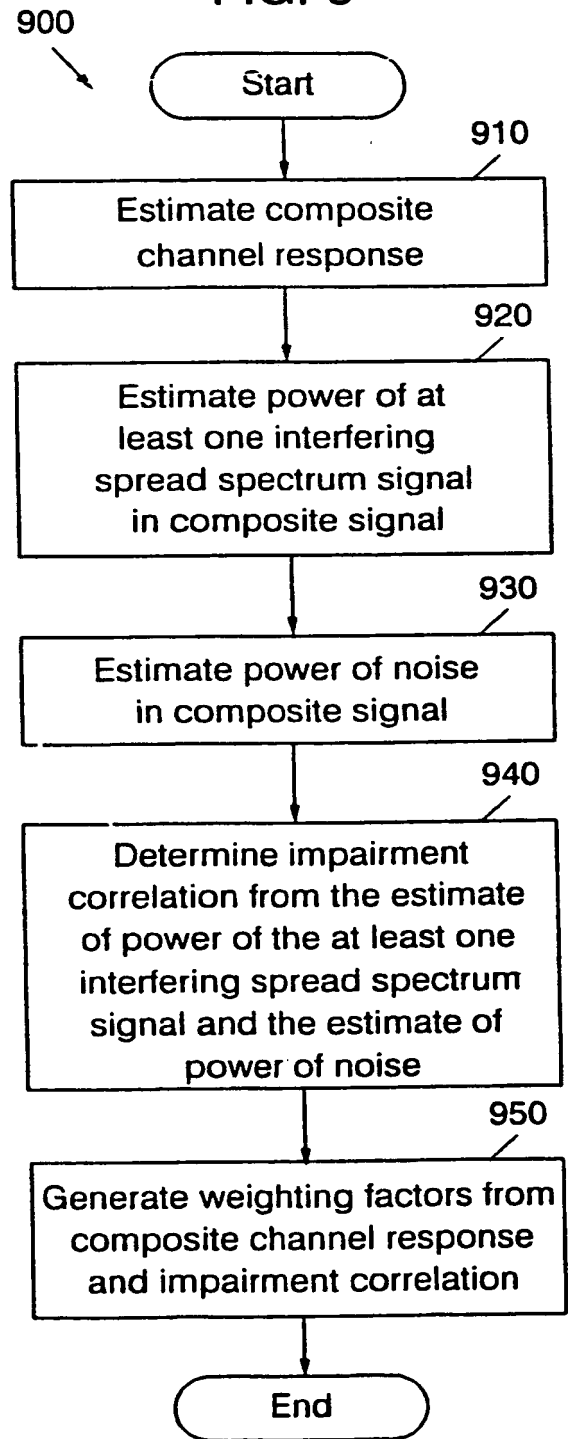 900
Start
910
Estimate composite
channel response
920
Estimate power of at
least one interfering
spread spectrum signal
in composite signal
930
Estimate power of noise
in composite signal
940
Determine impairment
correlation from the estimate
of power of the at least one
interfering spread spectrum
signal and the estimate of
power of noise
950
Generate weighting factors from
composite channel response
and impairment correlation
End